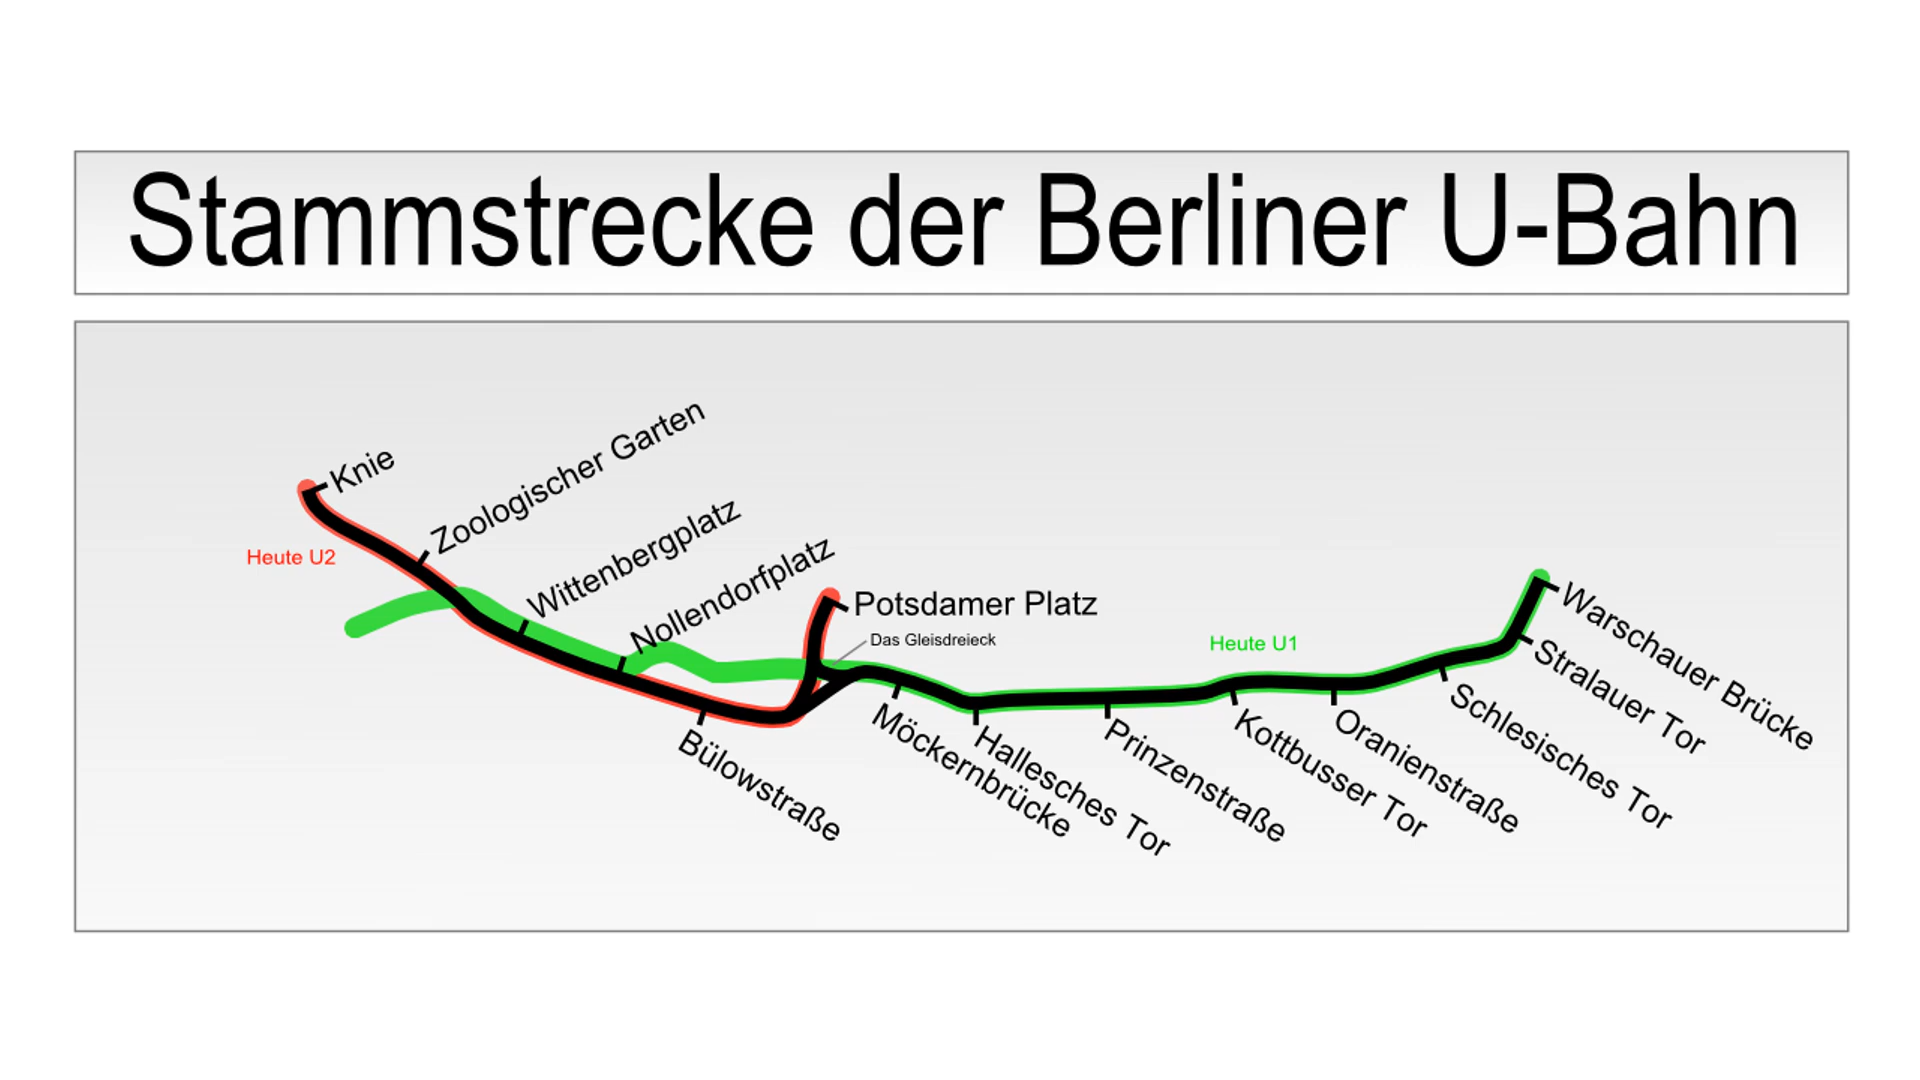 Stammstrecke der Berliner U-Bahn
Knie
Zoologischer Garten
Heute U2
Wittenbergplatz
Nollendorfplatz
Potsdamer Platz
Das Gleisdreieck
Heute U1
Warschauer Brücke
Stralauer Tor
Schlesisches Tor
Oranienstraße
Kottbusser Tor
Prinzenstraße
Hallesches Tor
Möckernbrücke
Bülowstraße